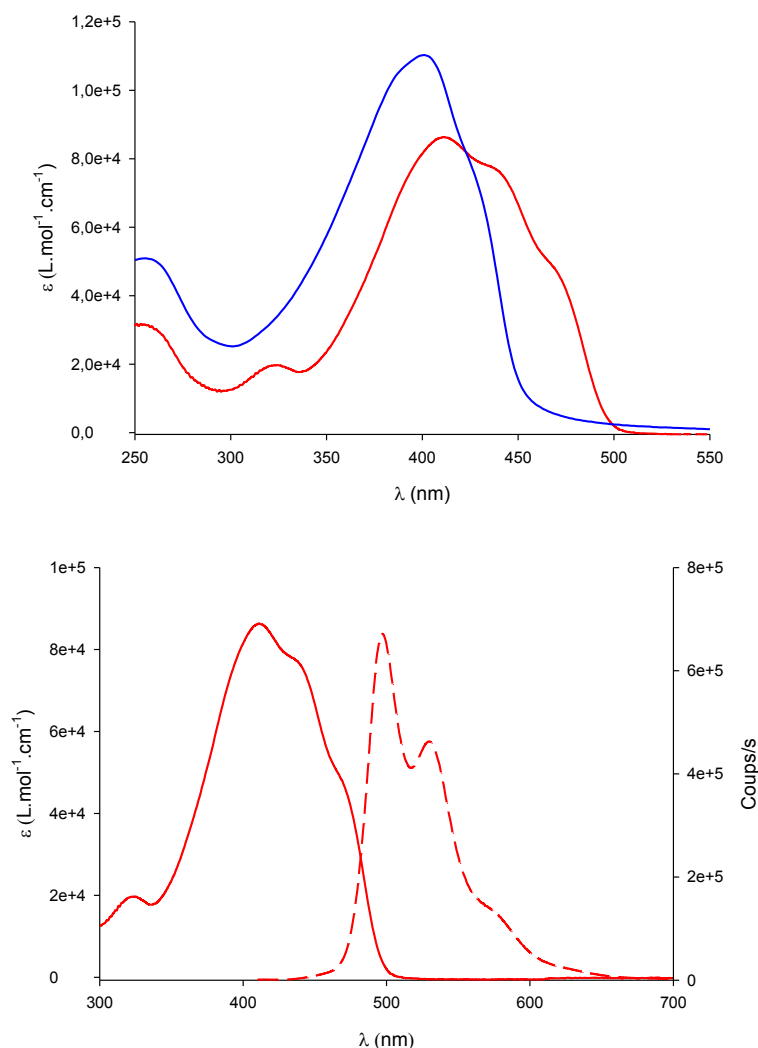 1,2e+5
1,0e+5
8,0e+4
6,0e+4
4,0e+4
2,0e+4
0,0
ε (L.mol⁻¹.cm⁻¹)
250 300 350 400 450 500 550
λ (nm)
1e+5
8e+4
6e+4
4e+4
2e+4
0
ε (L.mol⁻¹.cm⁻¹)
8e+5
6e+5
4e+5
2e+5
0
Coups/s
300 400 500 600 700
λ (nm)